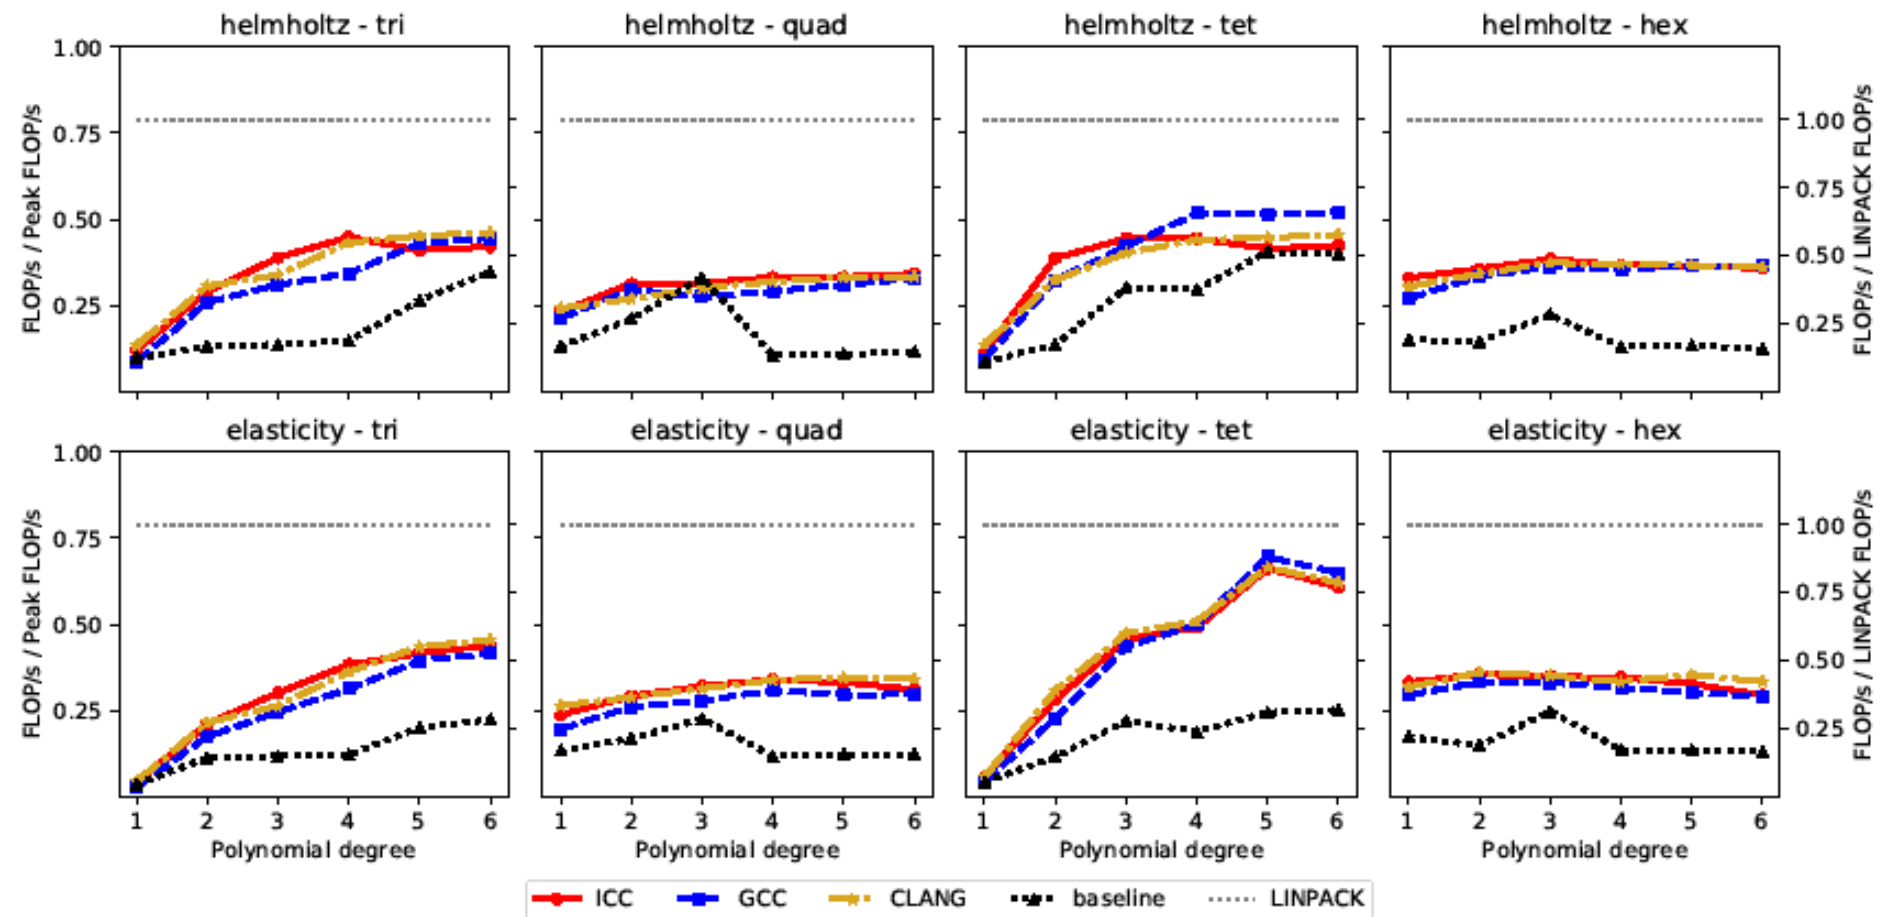 helmholtz - tri helmholtz - quad helmholtz - tet helmholtz - hex
1.00
0.75
0.50
0.25
FLOP/s / Peak FLOP/s
1.00
0.75
0.50
0.25
FLOP/s / LINPACK FLOP/s
elasticity - tri elasticity - quad elasticity - tet elasticity - hex
1.00
0.75
0.50
0.25
FLOP/s / Peak FLOP/s
1.00
0.75
0.50
0.25
FLOP/s / LINPACK FLOP/s
1 2 3 4 5 6 1 2 3 4 5 6 1 2 3 4 5 6 1 2 3 4 5 6
Polynomial degree Polynomial degree Polynomial degree Polynomial degree
ICC GCC CLANG baseline LINPACK